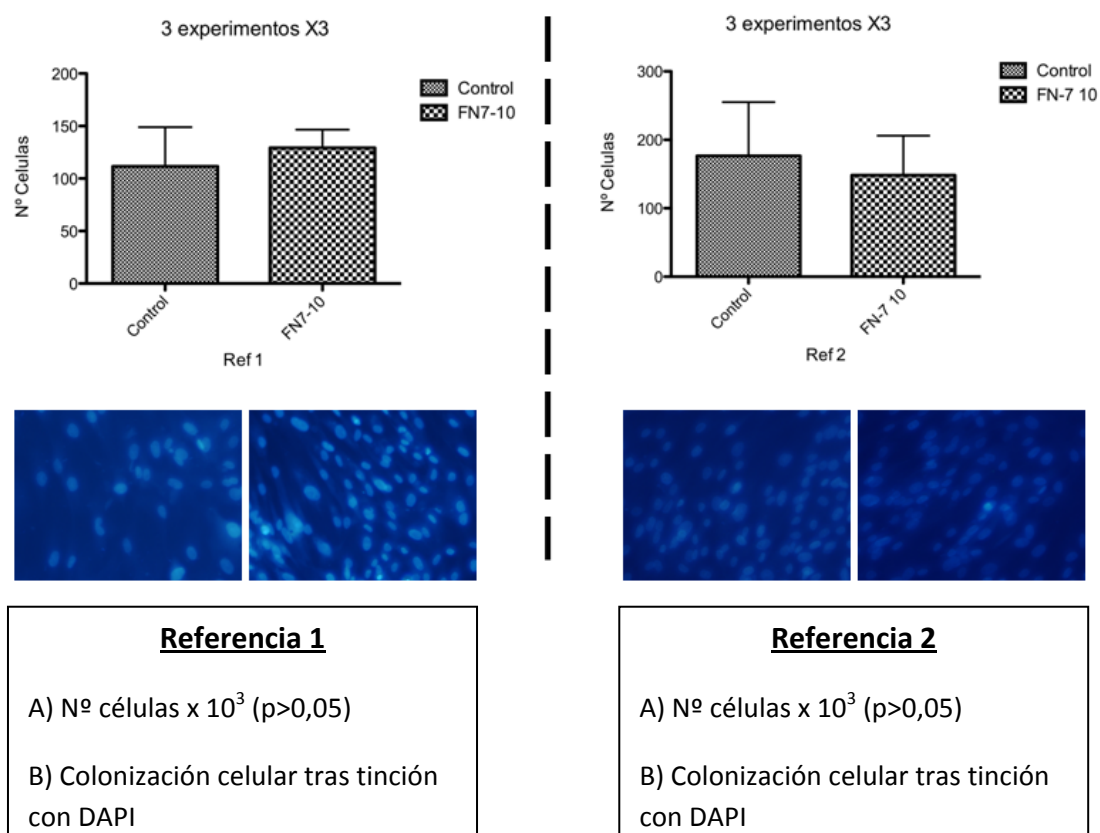 3 experimentos X3
200
150
100
50
0
Nº Celulas
Control
FN7-10
Control
FN7-10
Ref 1
3 experimentos X3
300
200
100
0
Nº Celulas
Control
FN-7 10
Control
FN-7 10
Ref 2
Referencia 1
A) Nº células x 10³ (p>0,05)
B) Colonización celular tras tinción
con DAPI
Referencia 2
A) Nº células x 10³ (p>0,05)
B) Colonización celular tras tinción
con DAPI